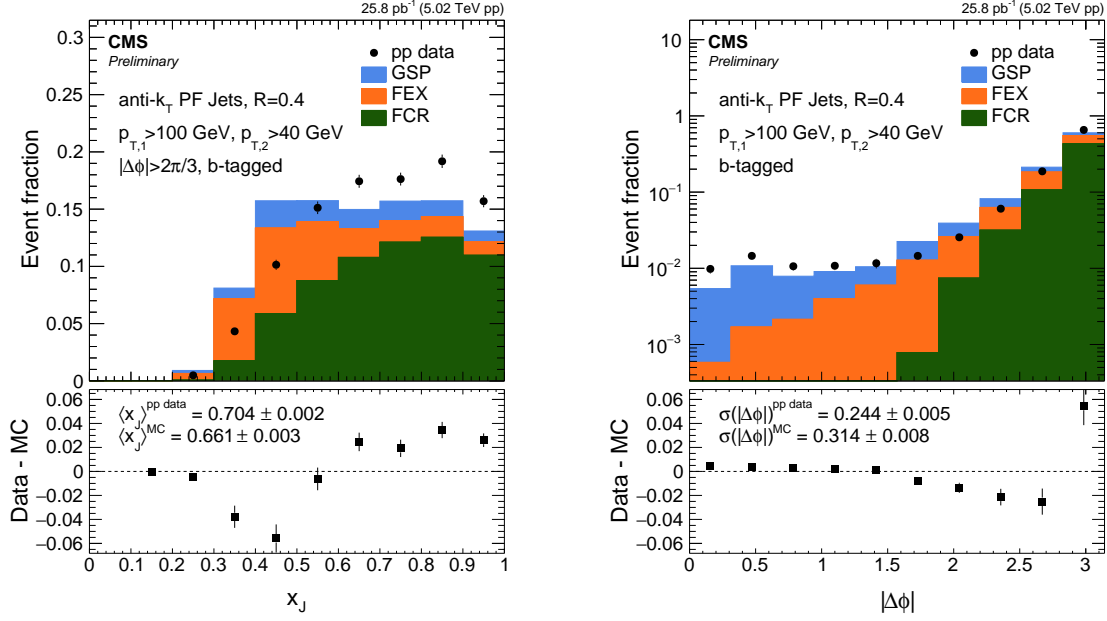 25.8 pb⁻¹ (5.02 TeV pp)
CMS
Preliminary
pp data
GSP
FEX
FCR
anti-k_T PF Jets, R=0.4
p_T,1>100 GeV, p_T,2>40 GeV
|Δϕ|>2π/3, b-tagged
Event fraction
0.3
0.25
0.2
0.15
0.1
0.05
0
⟨x_J⟩^pp data = 0.704 ± 0.002
⟨x_J⟩^MC = 0.661 ± 0.003
Data - MC
0.06
0.04
0.02
0
−0.02
−0.04
−0.06
0 0.1 0.2 0.3 0.4 0.5 0.6 0.7 0.8 0.9 1
x_J
25.8 pb⁻¹ (5.02 TeV pp)
CMS
Preliminary
pp data
GSP
FEX
FCR
anti-k_T PF Jets, R=0.4
p_T,1>100 GeV, p_T,2>40 GeV
b-tagged
Event fraction
10
1
10⁻¹
10⁻²
10⁻³
σ(|Δϕ|)^pp data = 0.244 ± 0.005
σ(|Δϕ|)^MC = 0.314 ± 0.008
Data - MC
0.06
0.04
0.02
0
−0.02
−0.04
−0.06
0 0.5 1 1.5 2 2.5 3
|Δϕ|